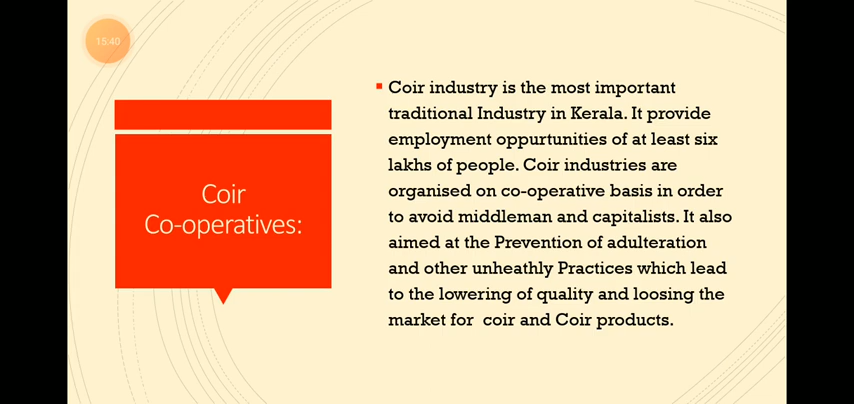 15:40
Coir
Co-operatives:
Coir industry is the most important
traditional Industry in Kerala. It provide
employment oppurtunities of at least six
lakhs of people. Coir industries are
organised on co-operative basis in order
to avoid middleman and capitalists. It also
aimed at the Prevention of adulteration
and other unheathly Practices which lead
to the lowering of quality and loosing the
market for coir and Coir products.